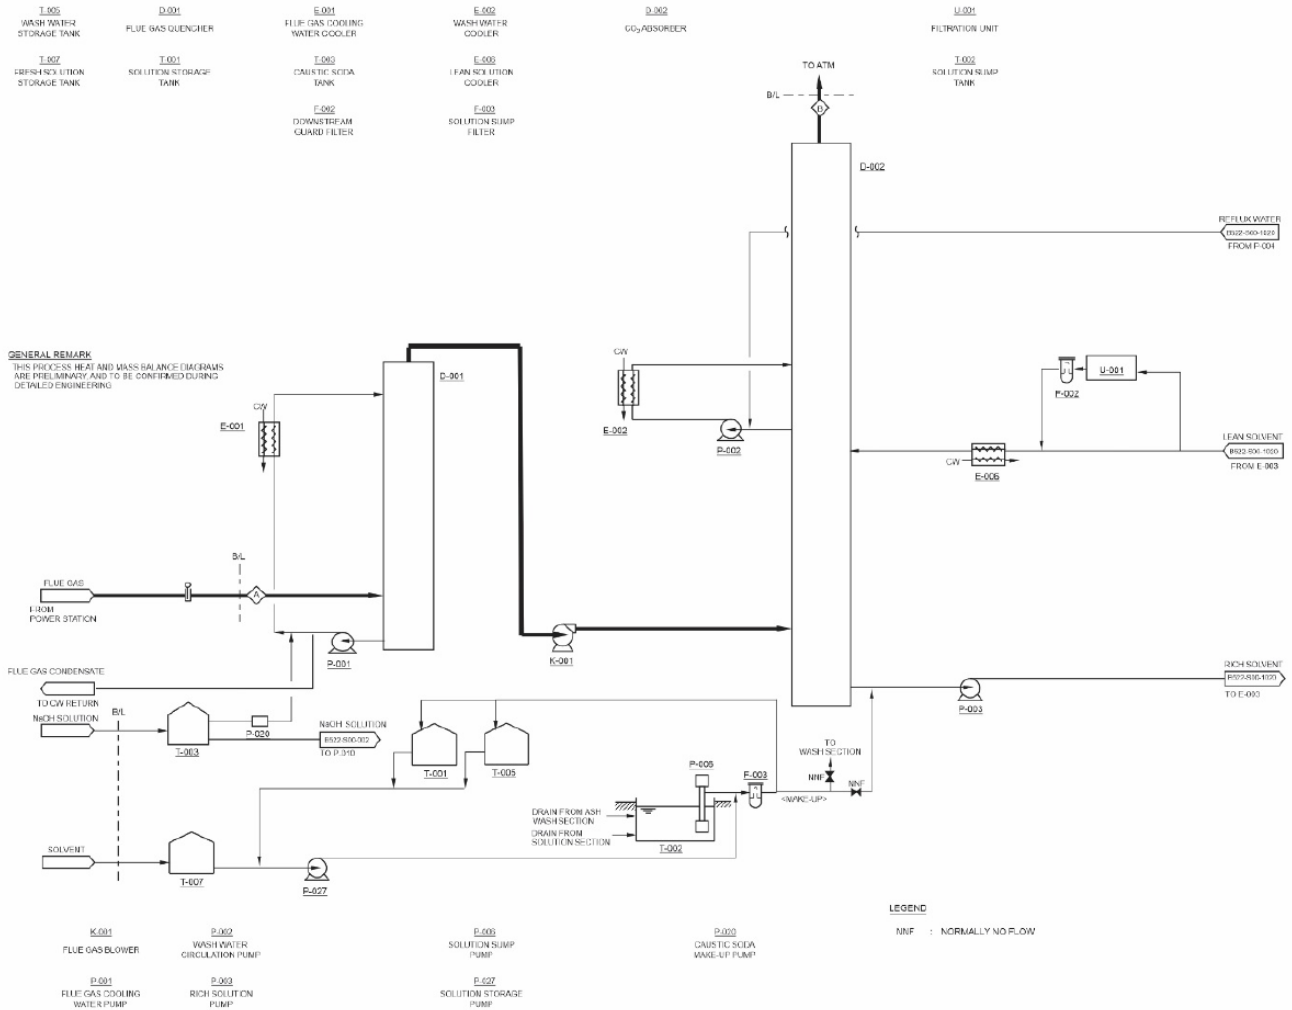 T-005
WASH WATER
STORAGE TANK
D-001
FLUE GAS QUENCHER
E-001
FLUE GAS COOLING
WATER COOLER
E-002
WASH WATER
COOLER
D-002
CO2 ABSORBER
U-001
FILTRATION UNIT
T-007
FRESH SOLUTION
STORAGE TANK
T-001
SOLUTION STORAGE
TANK
T-003
CAUSTIC SODA
TANK
E-006
LEAN SOLUTION
COOLER
T-002
SOLUTION SUMP
TANK
F-002
DOWNSTREAM
GUARD FILTER
F-003
SOLUTION SUMP
FILTER
TO ATM
B/L
B
D-002
REFLUX WATER
FROM P-004
GENERAL REMARK
THIS PROCESS HEAT AND MASS BALANCE DIAGRAMS
ARE PRELIMINARY AND TO BE CONFIRMED DURING
DETAILED ENGINEERING
D-001
CW
E-001
CW
E-002
P-002
U-001
F-002
LEAN SOLVENT
FROM E-003
CW
E-006
B/L
FLUE GAS
A
FROM
POWER STATION
P-001
K-001
FLUE GAS CONDENSATE
TO CW RETURN
RICH SOLVENT
TO E-003
P-003
NaOH SOLUTION
B/L
T-003
P-020
NaOH SOLUTION
TO P-010
T-001
T-005
P-006
F-003
TO
WASH SECTION
NNF
NNF
<MAKE-UP>
DRAIN FROM ASH
WASH SECTION
DRAIN FROM
SOLUTION SECTION
T-002
SOLVENT
T-007
P-027
LEGEND
NNF : NORMALLY NO FLOW
K-001
FLUE GAS BLOWER
P-002
WASH WATER
CIRCULATION PUMP
P-006
SOLUTION SUMP
PUMP
P-020
CAUSTIC SODA
MAKE-UP PUMP
P-001
FLUE GAS COOLING
WATER PUMP
P-003
RICH SOLUTION
PUMP
P-027
SOLUTION STORAGE
PUMP